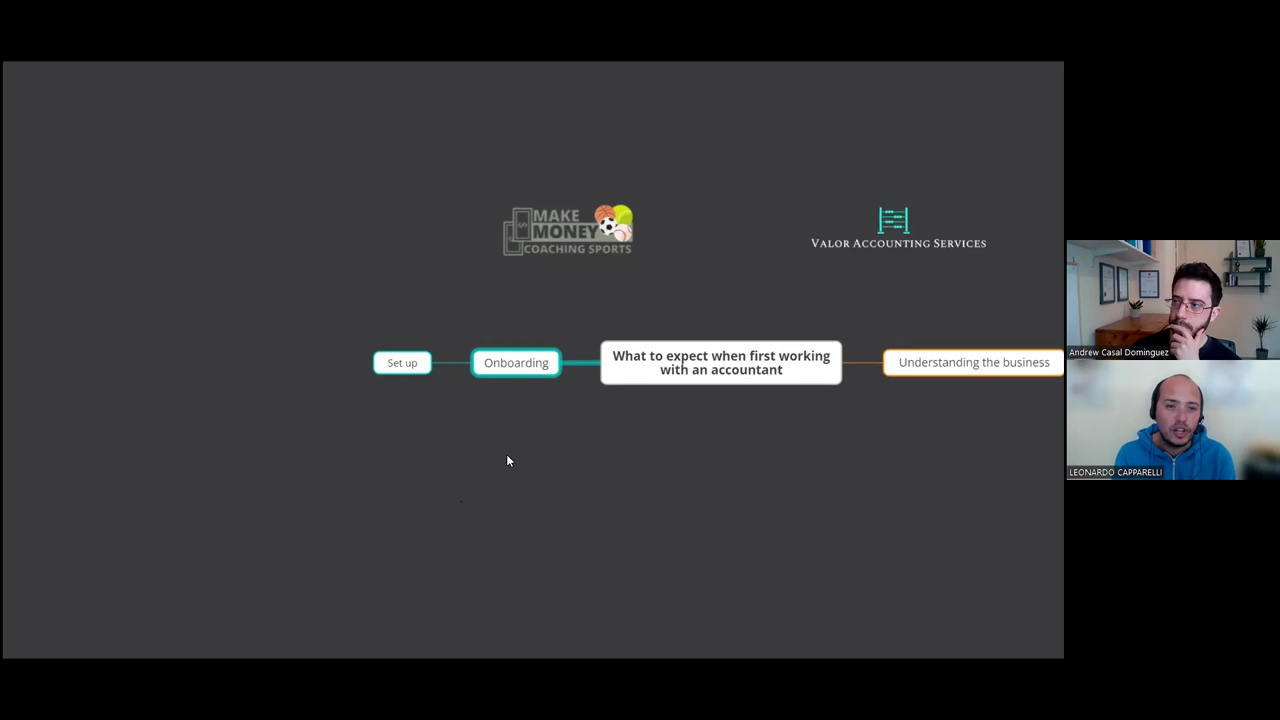 MAKE
MONEY
COACHING SPORTS
VALOR ACCOUNTING SERVICES
Set up
Onboarding
What to expect when first working
with an accountant
Understanding the business
Andrew Casal Dominguez
LEONARDO CAPPARELLI